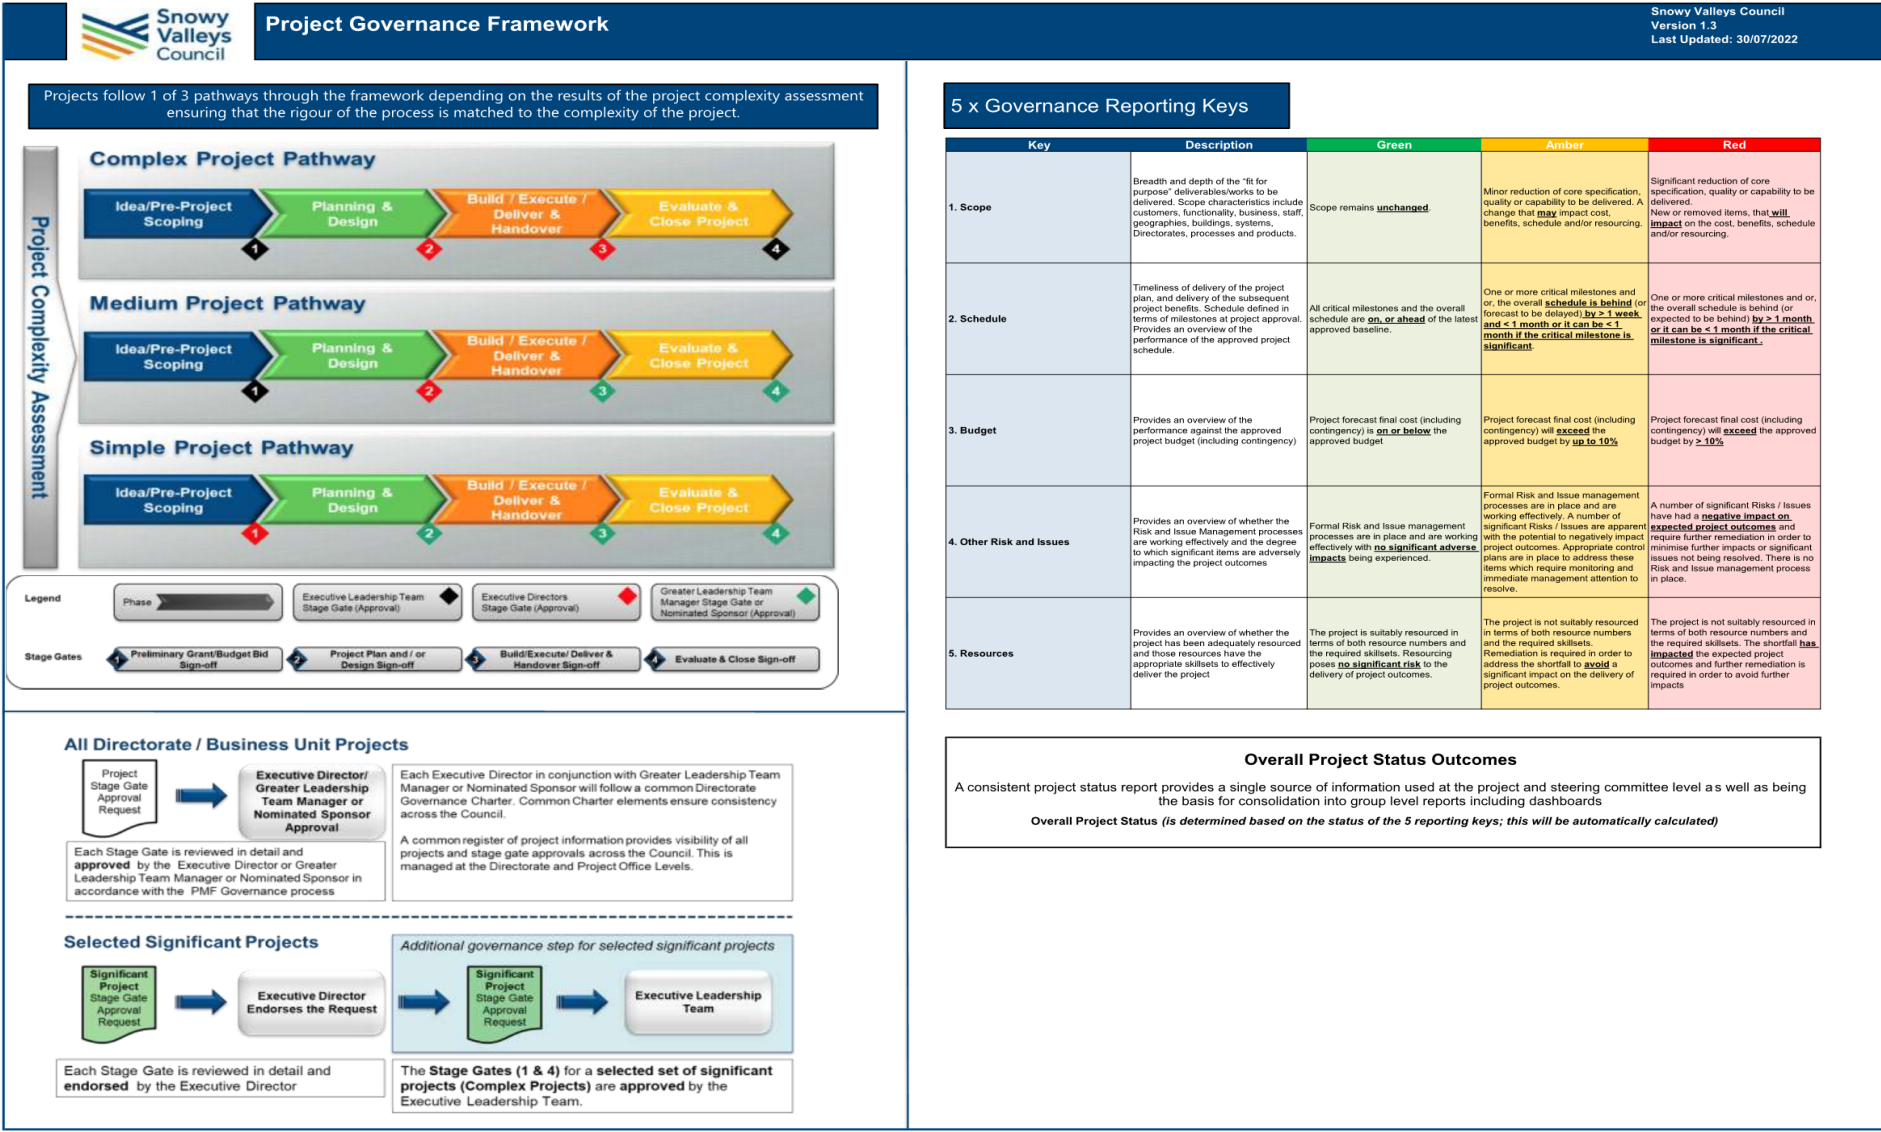 Snowy
Valleys
Council
Project Governance Framework
Snowy Valleys Council
Version 1.3
Last Updated: 30/07/2022
Projects follow 1 of 3 pathways through the framework depending on the results of the project complexity assessment
ensuring that the rigour of the process is matched to the complexity of the project.
Project Complexity Assessment
Complex Project Pathway
Idea/Pre-Project
Scoping
Planning &
Design
Build / Execute /
Deliver &
Handover
Evaluate &
Close Project
1
2
3
4
Medium Project Pathway
Idea/Pre-Project
Scoping
Planning &
Design
Build / Execute /
Deliver &
Handover
Evaluate &
Close Project
1
2
3
4
Simple Project Pathway
Idea/Pre-Project
Scoping
Planning &
Design
Build / Execute /
Deliver &
Handover
Evaluate &
Close Project
1
2
3
4
Legend
Phase
Executive Leadership Team
Stage Gate (Approval)
Executive Directors
Stage Gate (Approval)
Greater Leadership Team
Manager Stage Gate or
Nominated Sponsor (Approval)
Stage Gates
1
Preliminary Grant/Budget Bid
Sign-off
2
Project Plan and / or
Design Sign-off
3
Build/Execute/ Deliver &
Handover Sign-off
4
Evaluate & Close Sign-off
All Directorate / Business Unit Projects
Project
Stage Gate
Approval
Request
Executive Director/
Greater Leadership
Team Manager or
Nominated Sponsor
Approval
Each Stage Gate is reviewed in detail and
approved by the Executive Director or Greater
Leadership Team Manager or Nominated Sponsor in
accordance with the PMF Governance process
Each Executive Director in conjunction with Greater Leadership Team
Manager or Nominated Sponsor will follow a common Directorate
Governance Charter. Common Charter elements ensure consistency
across the Council.
A common register of project information provides visibility of all
projects and stage gate approvals across the Council. This is
managed at the Directorate and Project Office Levels.
Selected Significant Projects
Significant
Project
Stage Gate
Approval
Request
Executive Director
Endorses the Request
Additional governance step for selected significant projects
Significant
Project
Stage Gate
Approval
Request
Executive Leadership
Team
Each Stage Gate is reviewed in detail and
endorsed by the Executive Director
The Stage Gates (1 & 4) for a selected set of significant
projects (Complex Projects) are approved by the
Executive Leadership Team.
5 x Governance Reporting Keys
Key
Description
Green
Amber
Red
1. Scope
Breadth and depth of the "fit for
purpose" deliverables/works to be
delivered. Scope characteristics include
customers, functionality, business, staff,
geographies, buildings, systems,
Directorates, processes and products.
Scope remains unchanged.
Minor reduction of core specification,
quality or capability to be delivered. A
change that may impact cost,
benefits, schedule and/or resourcing.
Significant reduction of core
specification, quality or capability to be
delivered.
New or removed items, that will
impact on the cost, benefits, schedule
and/or resourcing.
2. Schedule
Timeliness of delivery of the project
plan, and delivery of the subsequent
project benefits. Schedule defined in
terms of milestones at project approval.
Provides an overview of the
performance of the approved project
schedule.
All critical milestones and the overall
schedule are on, or ahead of the latest
approved baseline.
One or more critical milestones and
or, the overall schedule is behind (or
forecast to be delayed) by > 1 week
and < 1 month or it can be < 1
month if the critical milestone is
significant.
One or more critical milestones and or,
the overall schedule is behind (or
expected to be behind) by > 1 month
or it can be < 1 month if the critical
milestone is significant .
3. Budget
Provides an overview of the
performance against the approved
project budget (including contingency)
Project forecast final cost (including
contingency) is on or below the
approved budget
Project forecast final cost (including
contingency) will exceed the
approved budget by up to 10%
Project forecast final cost (including
contingency) will exceed the approved
budget by > 10%
4. Other Risk and Issues
Provides an overview of whether the
Risk and Issue Management processes
are working effectively and the degree
to which significant items are adversely
impacting the project outcomes
Formal Risk and Issue management
processes are in place and are working
effectively with no significant adverse
impacts being experienced.
Formal Risk and Issue management
processes are in place and are
working effectively. A number of
significant Risks / Issues are apparent
with the potential to negatively impact
project outcomes. Appropriate control
plans are in place to address these
items which require monitoring and
immediate management attention to
resolve.
A number of significant Risks / Issues
have had a negative impact on
expected project outcomes and
require further remediation in order to
minimise further impacts or significant
issues not being resolved. There is no
Risk and Issue management process
in place.
5. Resources
Provides an overview of whether the
project has been adequately resourced
and those resources have the
appropriate skillsets to effectively
deliver the project
The project is suitably resourced in
terms of both resource numbers and
the required skillsets. Resourcing
poses no significant risk to the
delivery of project outcomes.
The project is not suitably resourced
in terms of both resource numbers
and the required skillsets.
Remediation is required in order to
address the shortfall to avoid a
significant impact on the delivery of
project outcomes.
The project is not suitably resourced in
terms of both resource numbers and
the required skillsets. The shortfall has
impacted the expected project
outcomes and further remediation is
required in order to avoid further
impacts
Overall Project Status Outcomes
A consistent project status report provides a single source of information used at the project and steering committee level as well as being
the basis for consolidation into group level reports including dashboards
Overall Project Status (is determined based on the status of the 5 reporting keys; this will be automatically calculated)